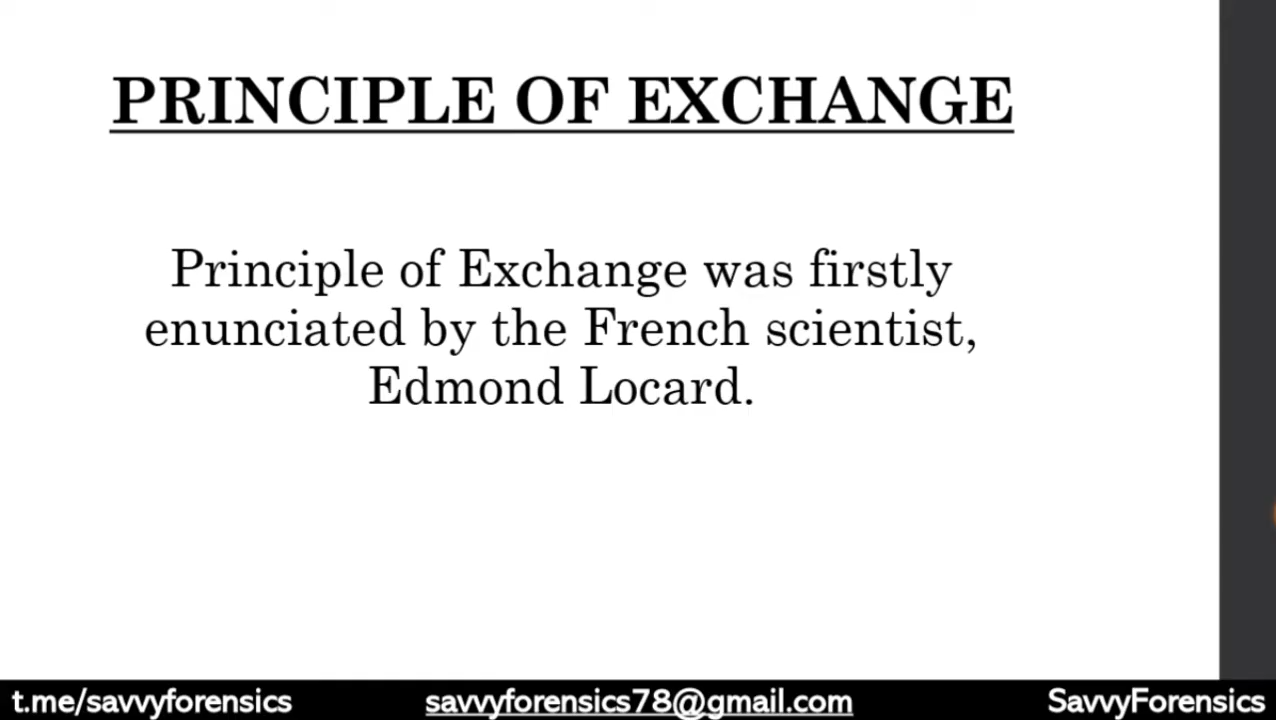 PRINCIPLE OF EXCHANGE
Principle of Exchange was firstly
enunciated by the French scientist,
Edmond Locard.
t.me/savvyforensics savvyforensics78@gmail.com SavvyForensics